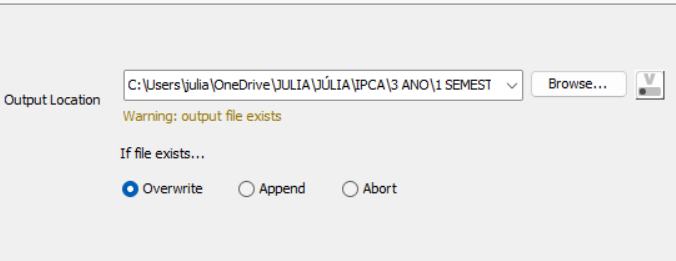 Output Location
C:\Users\julia\OneDrive\JULIA\JÚLIA\IPCA\3 ANO\1 SEMEST
Browse...
V
Warning: output file exists
If file exists...
Overwrite
Append
Abort